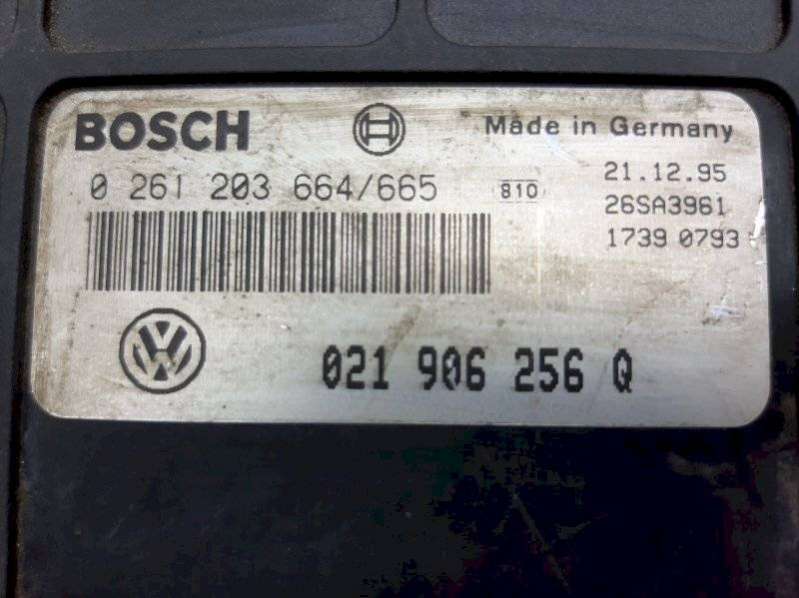 BOSCH Made in Germany
0 261 203 664/665 810 21.12.95
26SA3961
1739 0793
VW
021 906 256 Q